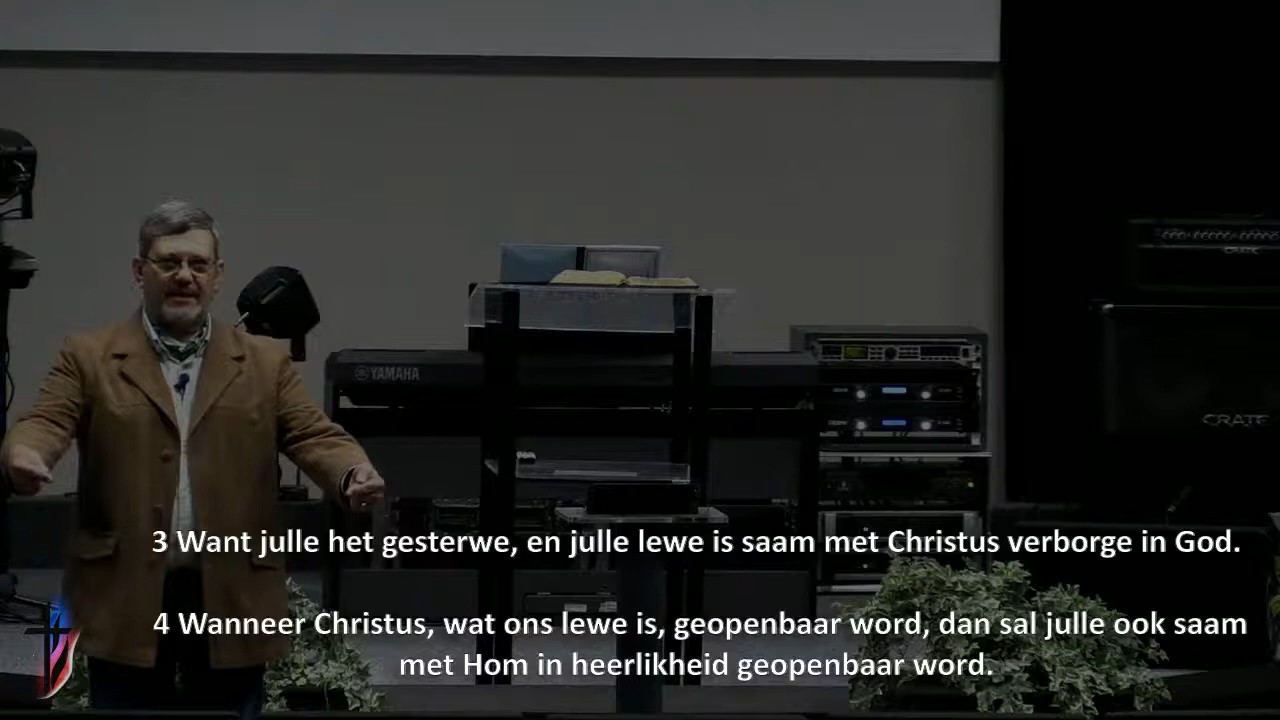 YAMAHA
CRATE
CRATE
3 Want julle het gesterwe, en julle lewe is saam met Christus verborge in God.
4 Wanneer Christus, wat ons lewe is, geopenbaar word, dan sal julle ook saam
met Hom in heerlikheid geopenbaar word.